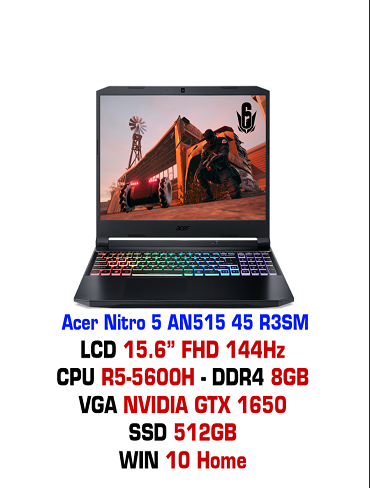 acer
Acer Nitro 5 AN515 45 R3SM
LCD 15.6” FHD 144Hz
CPU R5-5600H - DDR4 8GB
VGA NVIDIA GTX 1650
SSD 512GB
WIN 10 Home